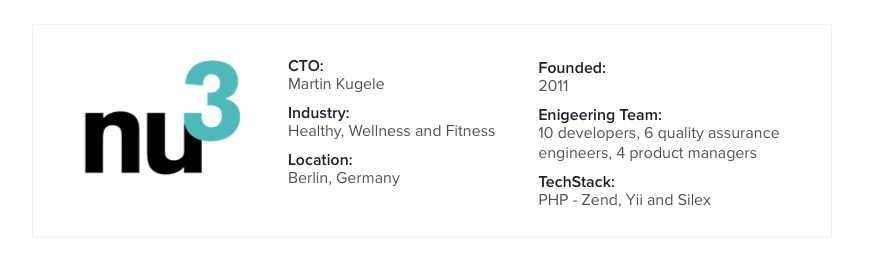 nu3
CTO:
Martin Kugele
Industry:
Healthy, Wellness and Fitness
Location:
Berlin, Germany
Founded:
2011
Enigeering Team:
10 developers, 6 quality assurance
engineers, 4 product managers
TechStack:
PHP - Zend, Yii and Silex